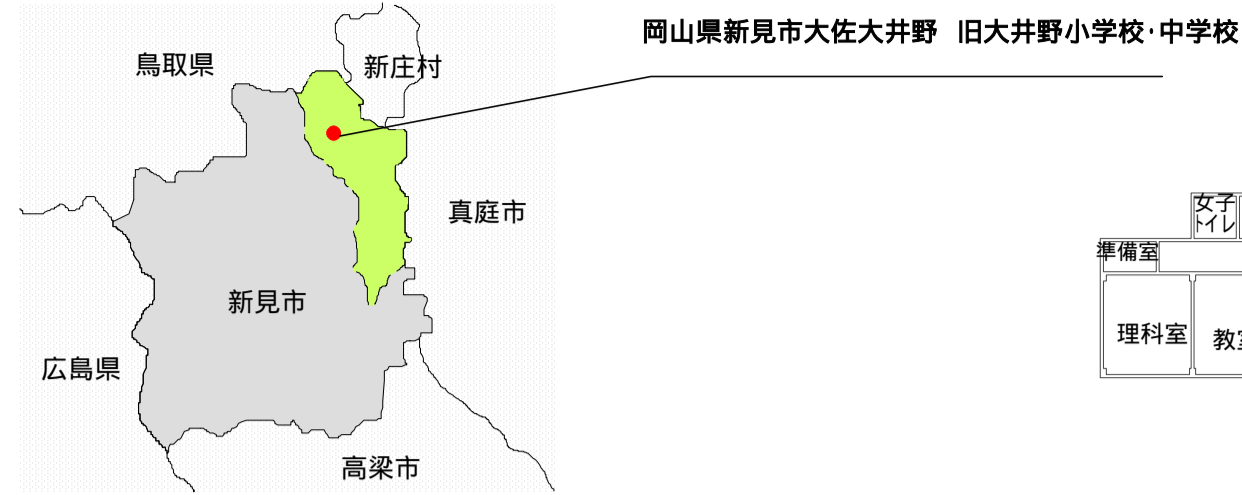 岡山県新見市大佐大井野　旧大井野小学校･中学校
鳥取県
新庄村
真庭市
新見市
広島県
高梁市
女子
ﾄｲﾚ
準備室
理科室